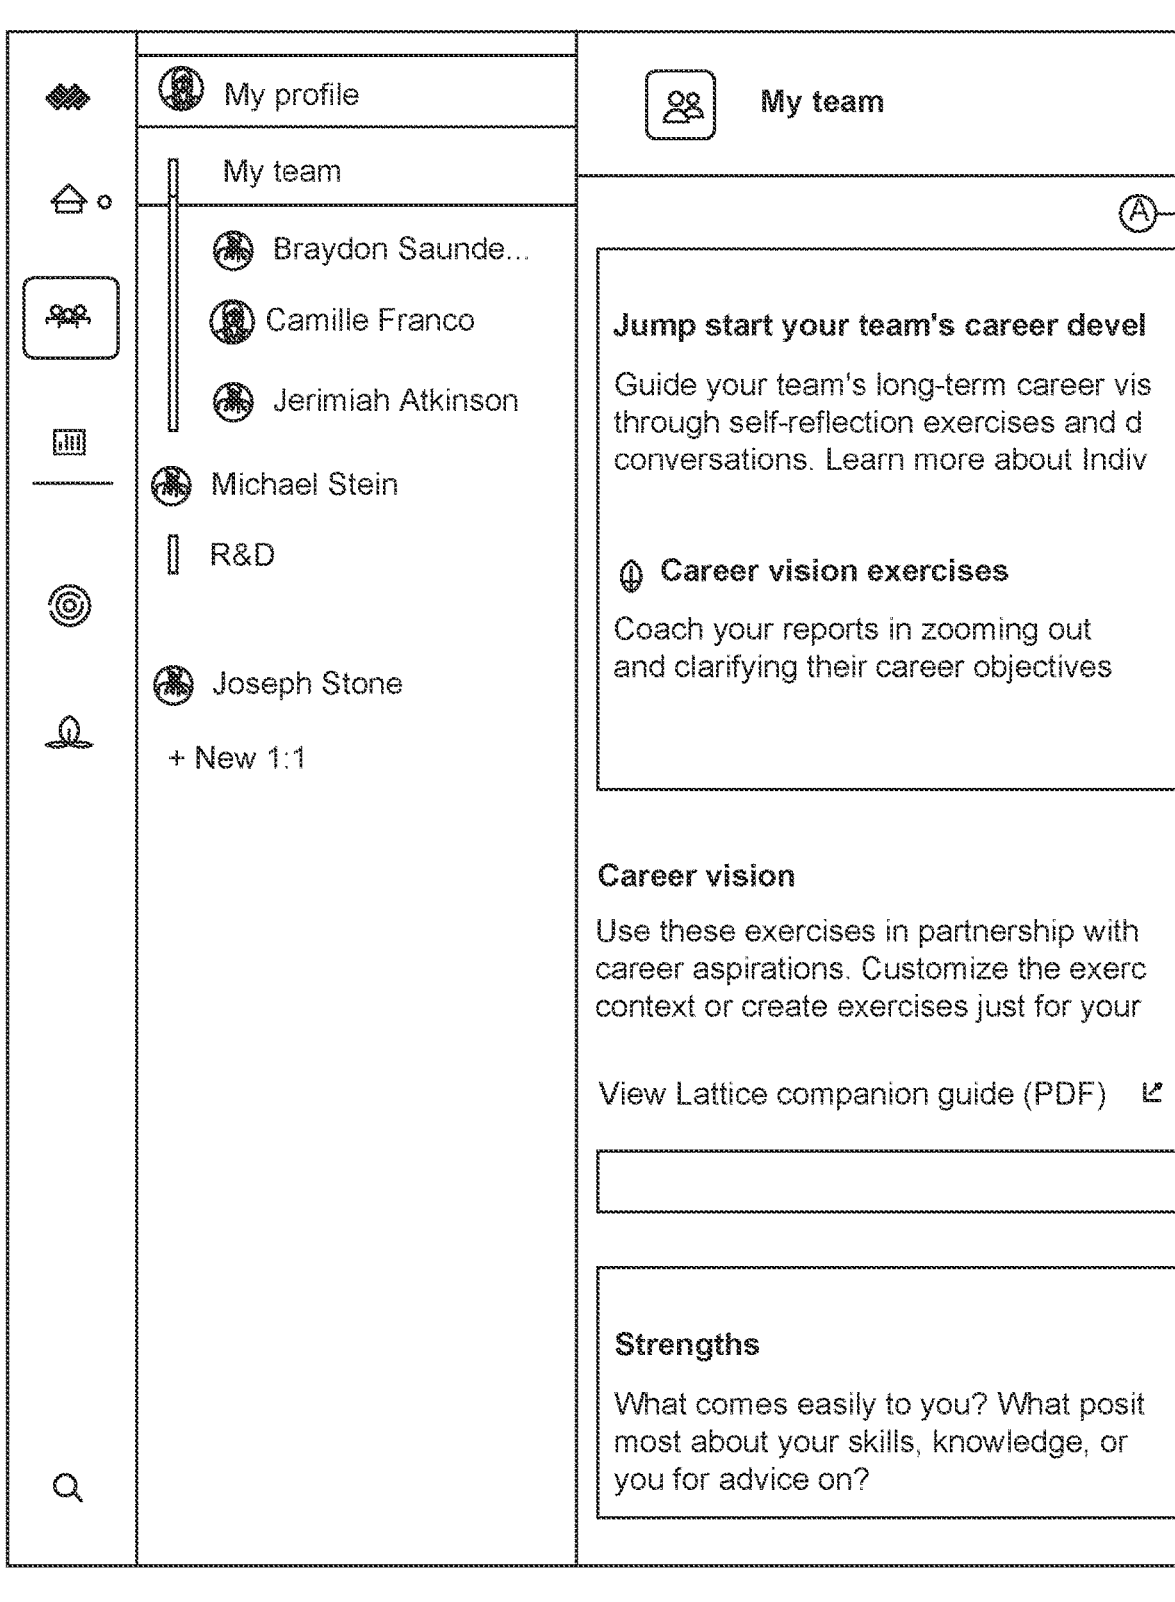 My profile
My team
Braydon Saunde...
Camille Franco
Jerimiah Atkinson
Michael Stein
R&D
Joseph Stone
+ New 1:1
My team
A
Jump start your team's career devel
Guide your team's long-term career vis
through self-reflection exercises and d
conversations. Learn more about Indiv
Career vision exercises
Coach your reports in zooming out
and clarifying their career objectives
Career vision
Use these exercises in partnership with
career aspirations. Customize the exerc
context or create exercises just for your
View Lattice companion guide (PDF)
Strengths
What comes easily to you? What posit
most about your skills, knowledge, or
you for advice on?